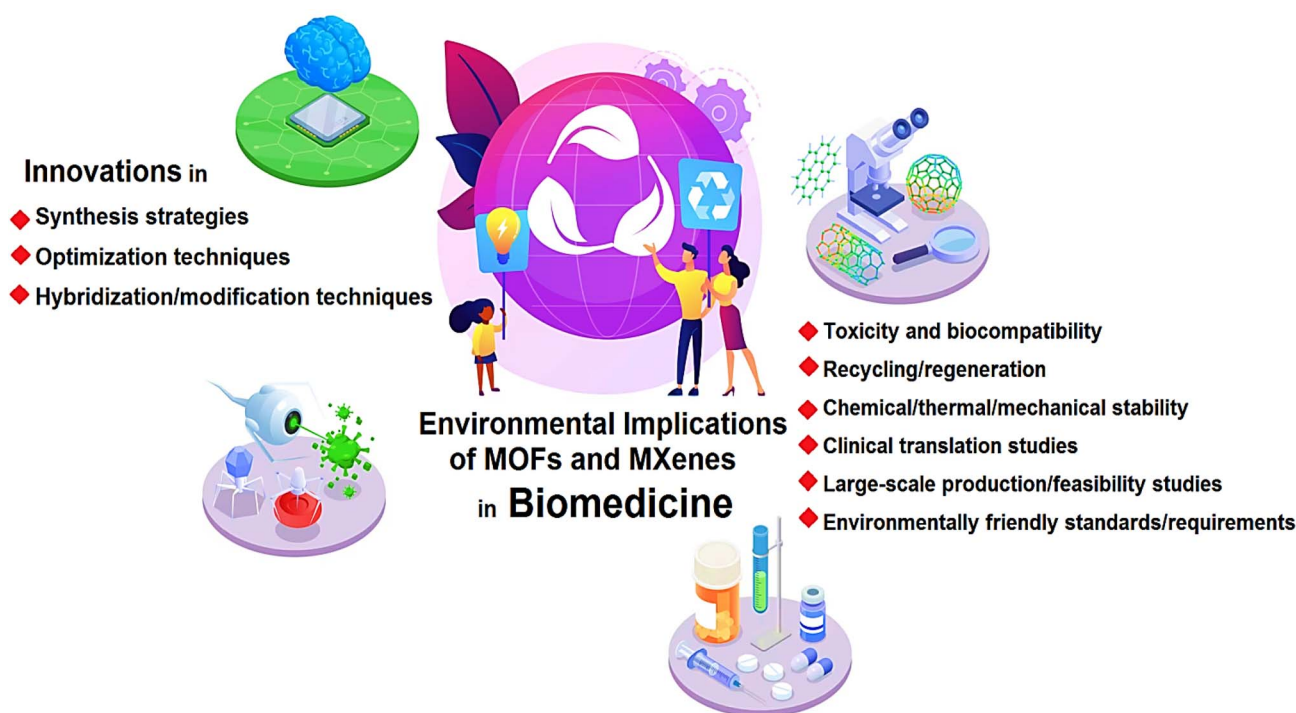 Innovations in
Synthesis strategies
Optimization techniques
Hybridization/modification techniques
Environmental Implications
of MOFs and MXenes
in Biomedicine
Toxicity and biocompatibility
Recycling/regeneration
Chemical/thermal/mechanical stability
Clinical translation studies
Large-scale production/feasibility studies
Environmentally friendly standards/requirements